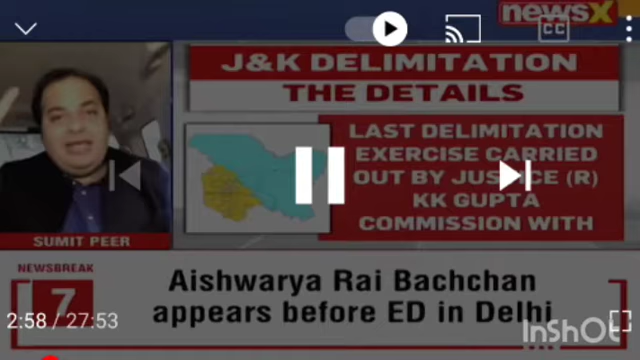 newsX
CC
J&K DELIMITATION
THE DETAILS
LAST DELIMITATION
EXERCISE CARRIED
OUT BY JUSTICE (R)
KK GUPTA
COMMISSION WITH
SUMIT PEER
NEWSBREAK
7
Aishwarya Rai Bachchan
appears before ED in Delhi
2:58 / 27:53
InShOt